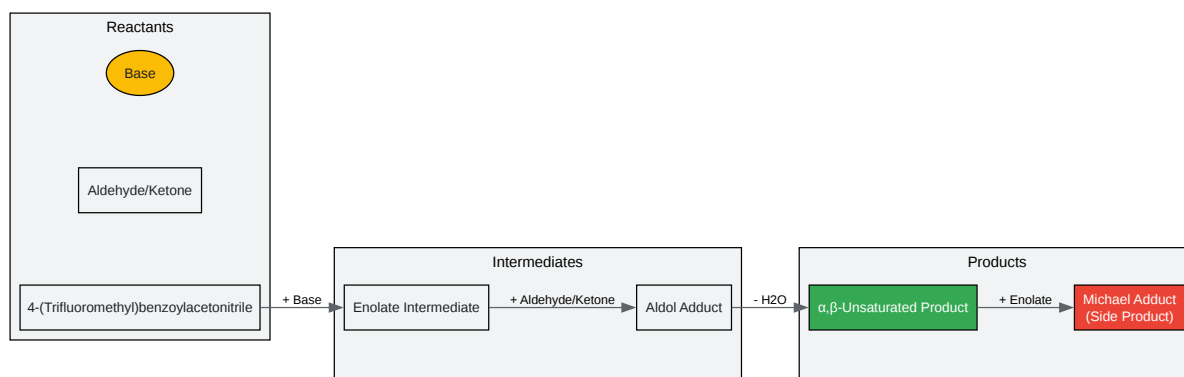 Reactants
Base
Aldehyde/Ketone
4-(Trifluoromethyl)benzoylacetonitrile
+ Base
Intermediates
Enolate Intermediate
+ Aldehyde/Ketone
Aldol Adduct
- H2O
Products
α,β-Unsaturated Product
+ Enolate
Michael Adduct
(Side Product)